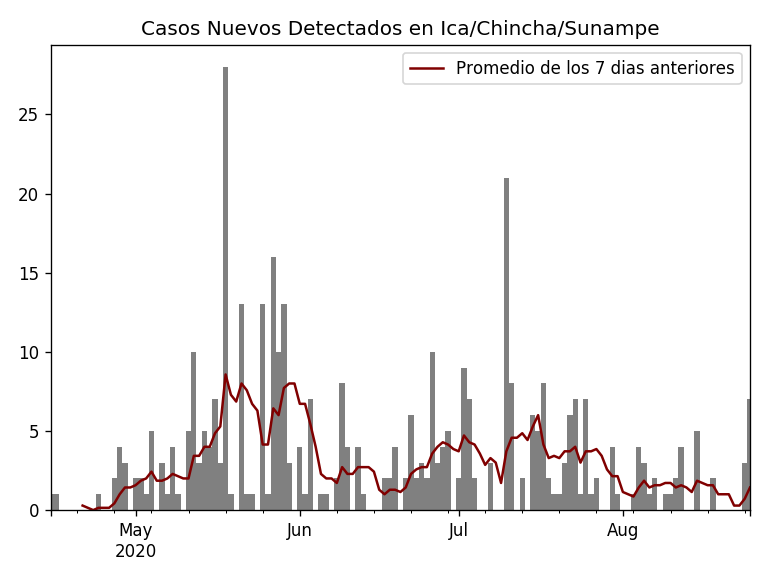 Casos Nuevos Detectados en Ica/Chincha/Sunampe
Promedio de los 7 dias anteriores
25
20
15
10
5
0
May Jun Jul Aug
2020